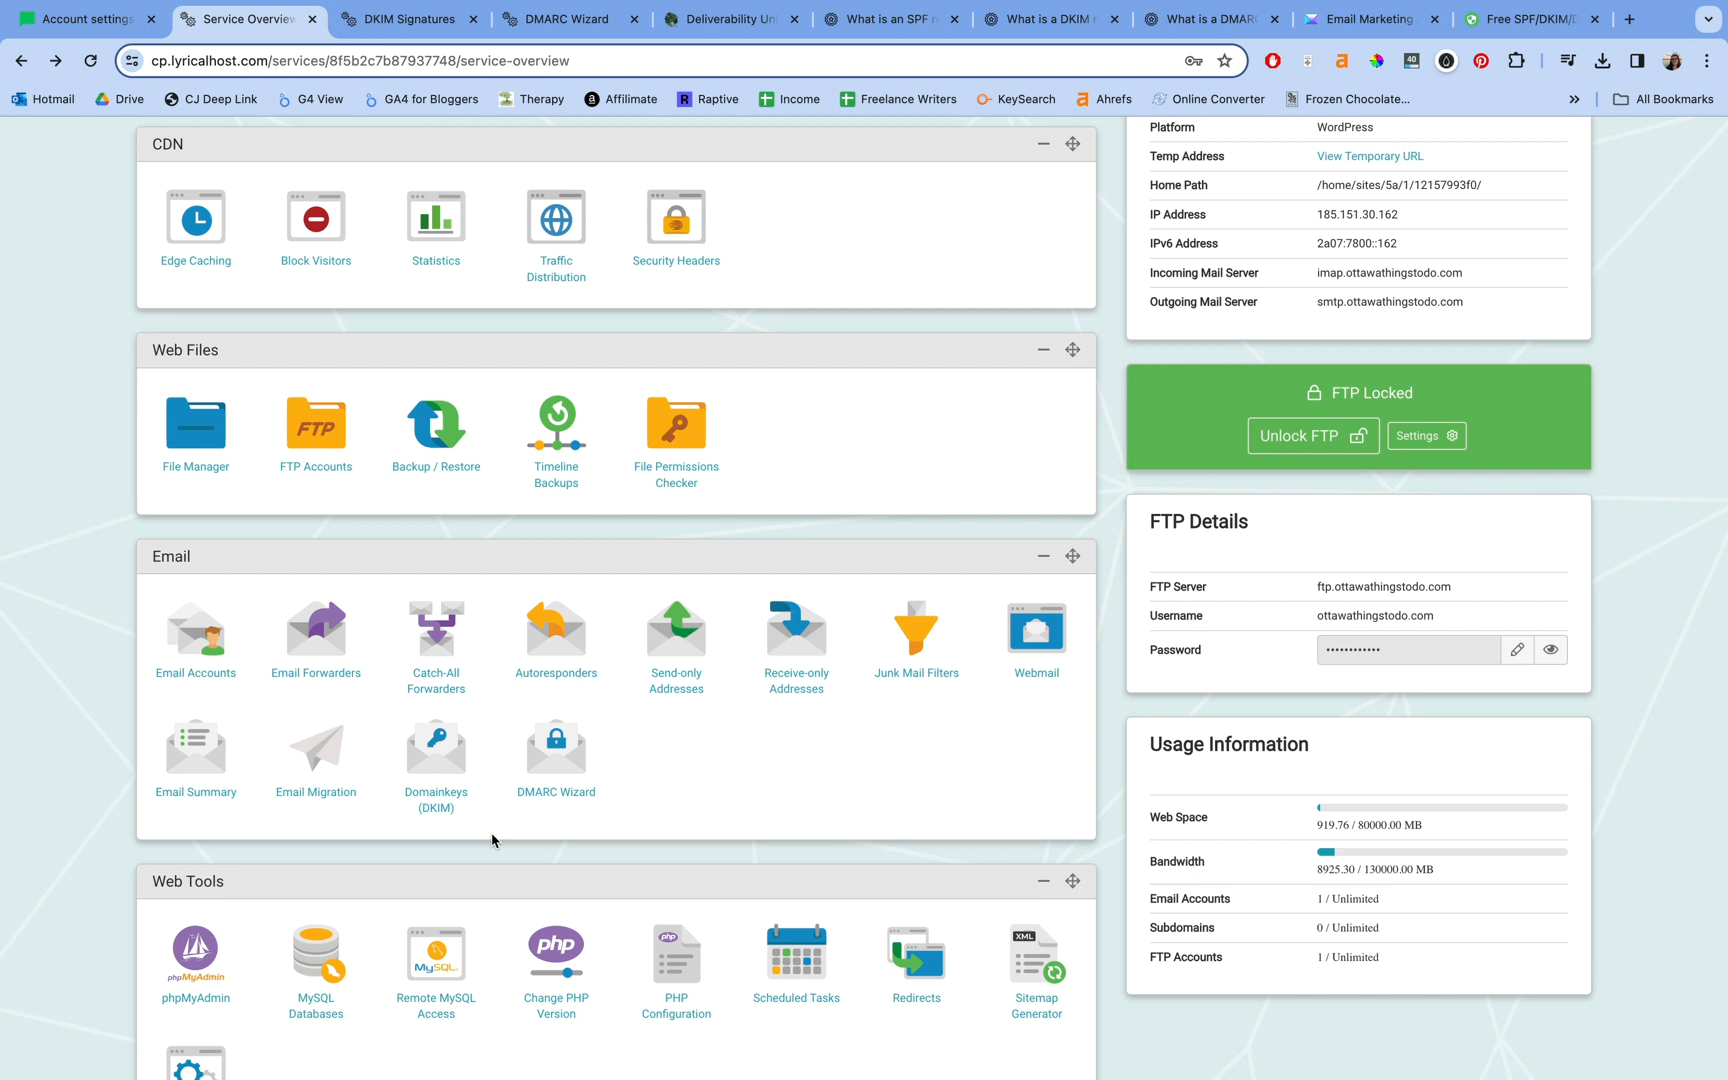 Account settings
Service Overview
DKIM Signatures
DMARC Wizard
Deliverability Un
What is an SPF r
What is a DKIM r
What is a DMAR
Email Marketing
Free SPF/DKIM/D
cp.lyricalhost.com/services/8f5b2c7b87937748/service-overview
40
Hotmail
Drive
CJ Deep Link
G4 View
GA4 for Bloggers
Therapy
Affilimate
Raptive
Income
Freelance Writers
KeySearch
Ahrefs
Online Converter
Frozen Chocolate...
All Bookmarks
CDN
Edge Caching
Block Visitors
Statistics
Traffic
Distribution
Security Headers
Web Files
FTP
File Manager
FTP Accounts
Backup / Restore
Timeline
Backups
File Permissions
Checker
Email
Email Accounts
Email Forwarders
Catch-All
Forwarders
Autoresponders
Send-only
Addresses
Receive-only
Addresses
Junk Mail Filters
Webmail
Email Summary
Email Migration
Domainkeys
(DKIM)
DMARC Wizard
Web Tools
phpMyAdmin
MySQL
php
php
XML
phpMyAdmin
MySQL
Databases
Remote MySQL
Access
Change PHP
Version
PHP
Configuration
Scheduled Tasks
Redirects
Sitemap
Generator
Platform WordPress
Temp Address View Temporary URL
Home Path /home/sites/5a/1/12157993f0/
IP Address 185.151.30.162
IPv6 Address 2a07:7800::162
Incoming Mail Server imap.ottawathingstodo.com
Outgoing Mail Server smtp.ottawathingstodo.com
FTP Locked
Unlock FTP
Settings
FTP Details
FTP Server ftp.ottawathingstodo.com
Username ottawathingstodo.com
Password ············
Usage Information
Web Space 919.76 / 80000.00 MB
Bandwidth 8925.30 / 130000.00 MB
Email Accounts 1 / Unlimited
Subdomains 0 / Unlimited
FTP Accounts 1 / Unlimited